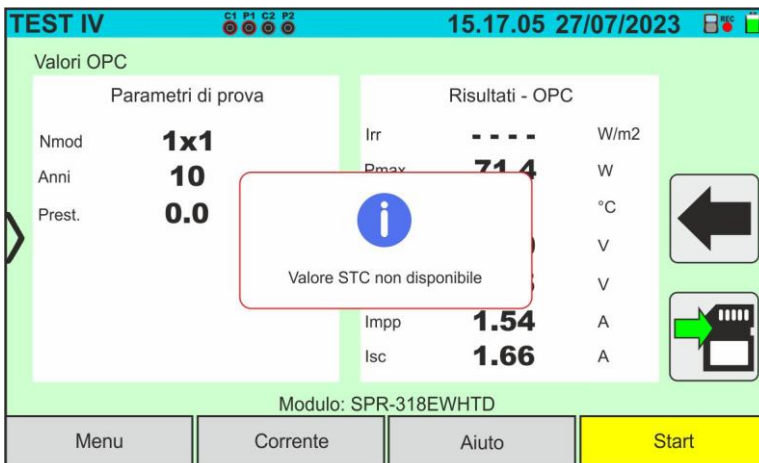 TEST IV C1 P1 C2 P2 15.17.05 27/07/2023 REC
Valori OPC
Parametri di prova
Nmod 1x1
Anni 10
Prest. 0.0
Risultati - OPC
Irr - - - - W/m2
Pmax 71.4 W
°C
V
V
Impp 1.54 A
Isc 1.66 A
Valore STC non disponibile
Modulo: SPR-318EWHTD
Menu Corrente Aiuto Start